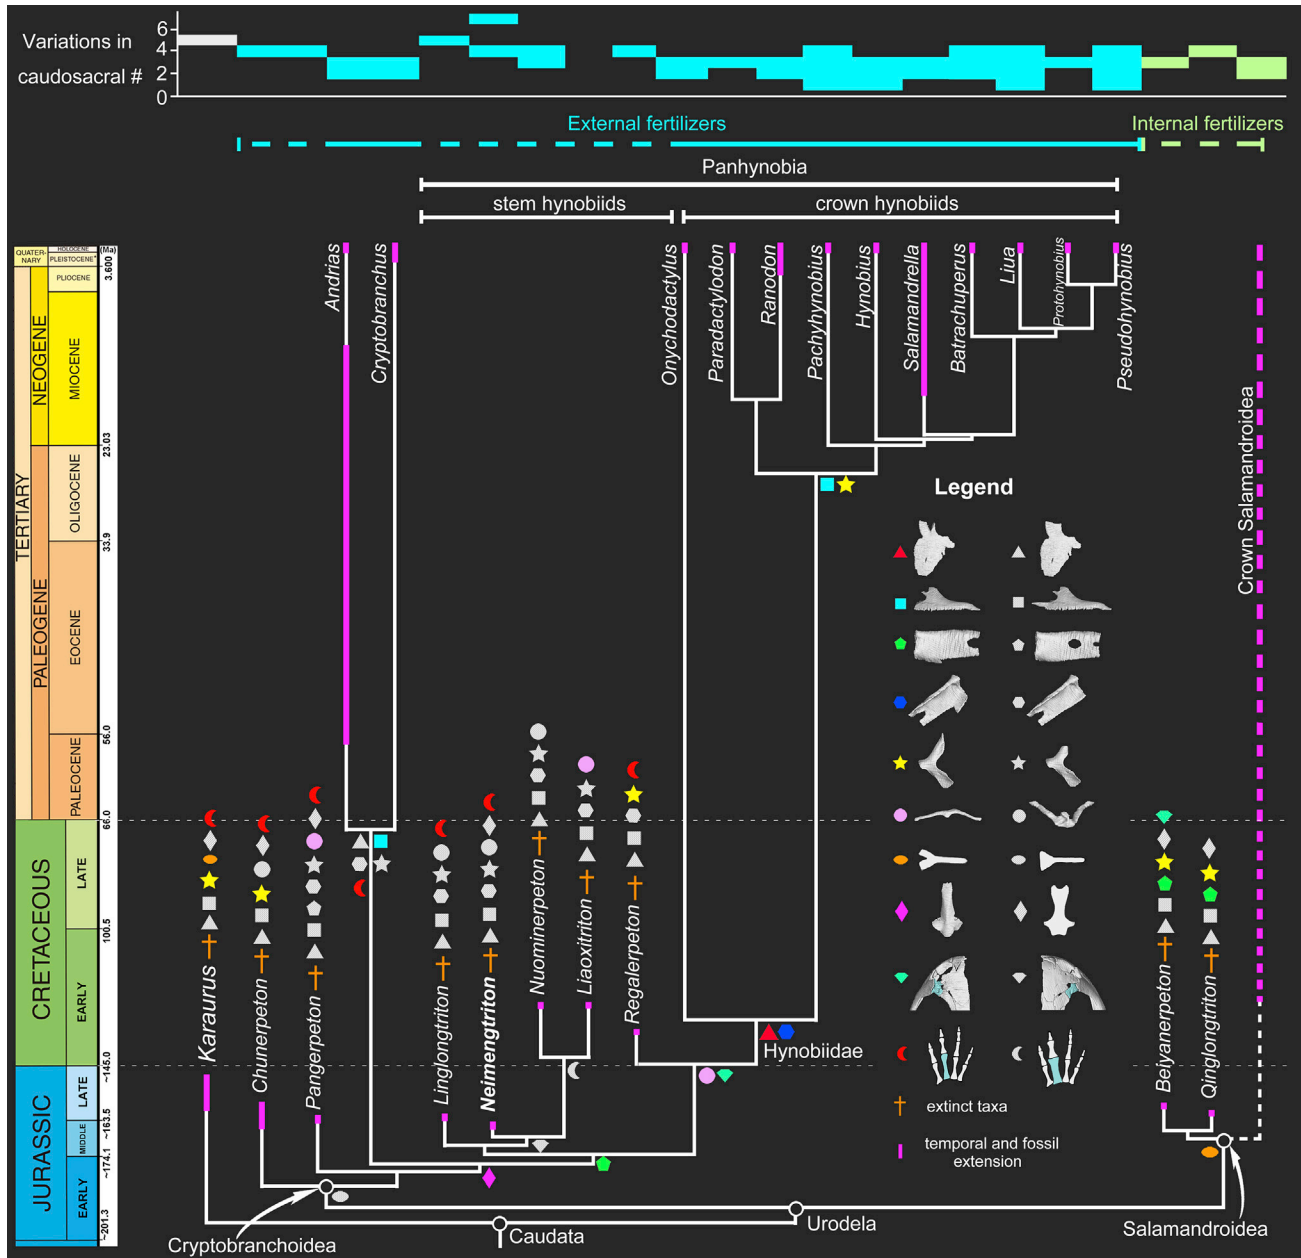 Variations in
caudosacral #
6
4
2
0
External fertilizers
Internal fertilizers
Panhynobia
stem hynobiids
crown hynobiids
QUATER-
NARY
HOLOCENE
PLEISTOCENE*
(Ma)
3.600
TERTIARY
NEOGENE
PLIOCENE
MIOCENE
23.03
PALEOGENE
OLIGOCENE
33.9
EOCENE
56.0
PALEOCENE
66.0
CRETACEOUS
LATE
100.5
EARLY
~145.0
JURASSIC
LATE
~163.5
MIDDLE
~174.1
EARLY
~201.3
Andrias
Cryptobranchus
Onychodactylus
Paradactylodon
Ranodon
Pachyhynobius
Hynobius
Salamandrella
Batrachuperus
Liua
Protohynobius
Pseudohynobius
Crown Salamandroidea
Legend
extinct taxa
temporal and fossil
extension
Karaurus
Chunerpeton
Pangerpeton
Linglongtriton
Neimengtriton
Nuominerpeton
Liaoxitriton
Regalerpeton
Hynobiidae
Beiyanerpeton
Qinglongtriton
Cryptobranchoidea
Caudata
Urodela
Salamandroidea